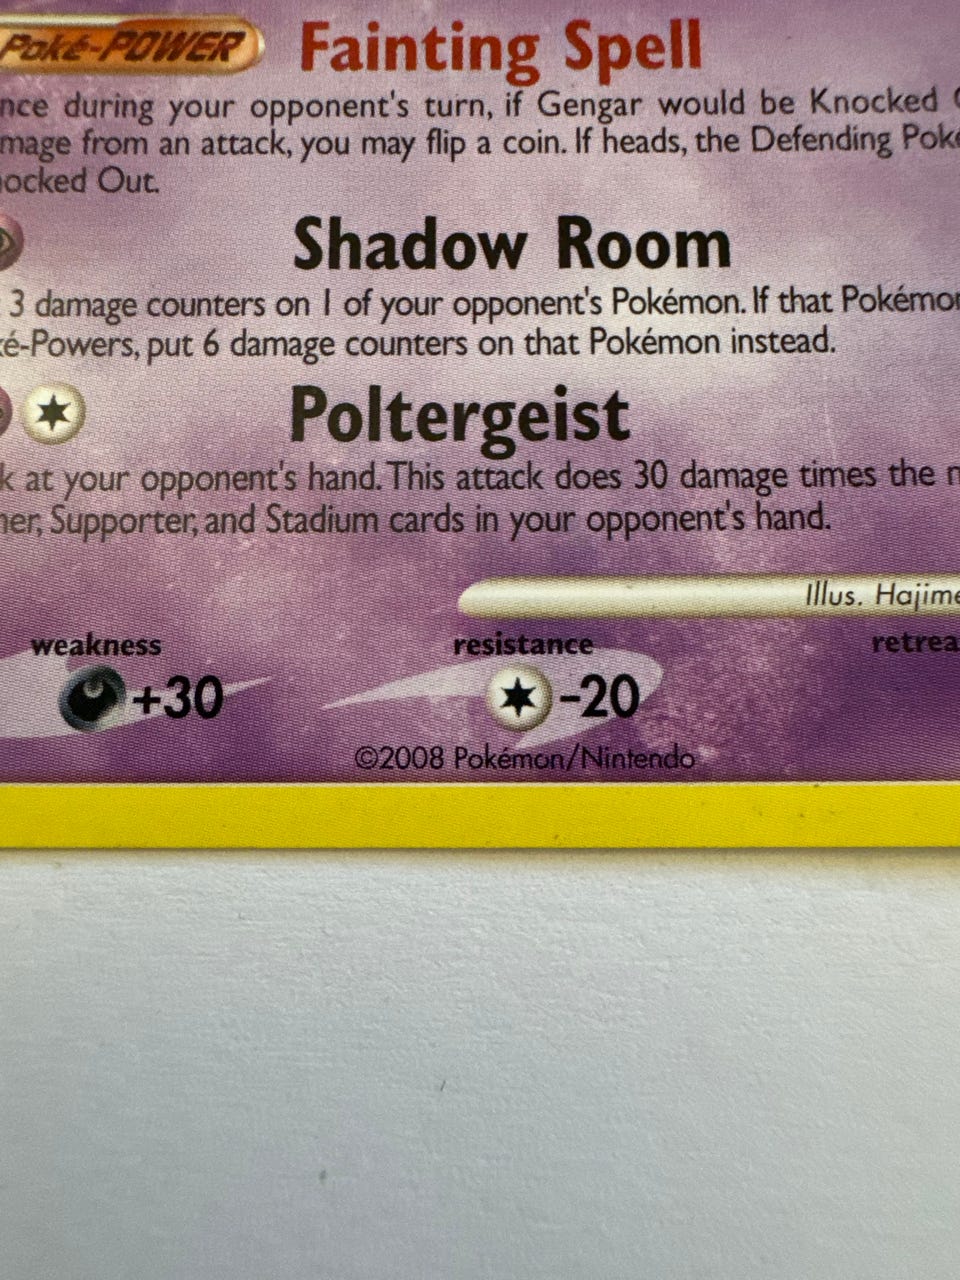 Poké-POWER Fainting Spell
nce during your opponent's turn, if Gengar would be Knocked
mage from an attack, you may flip a coin. If heads, the Defending Poké
ocked Out.
Shadow Room
3 damage counters on 1 of your opponent's Pokémon. If that Pokémon
é-Powers, put 6 damage counters on that Pokémon instead.
Poltergeist
k at your opponent's hand. This attack does 30 damage times the
ner, Supporter, and Stadium cards in your opponent's hand.
Illus. Hajime
weakness resistance retrea
+30 -20
©2008 Pokémon/Nintendo